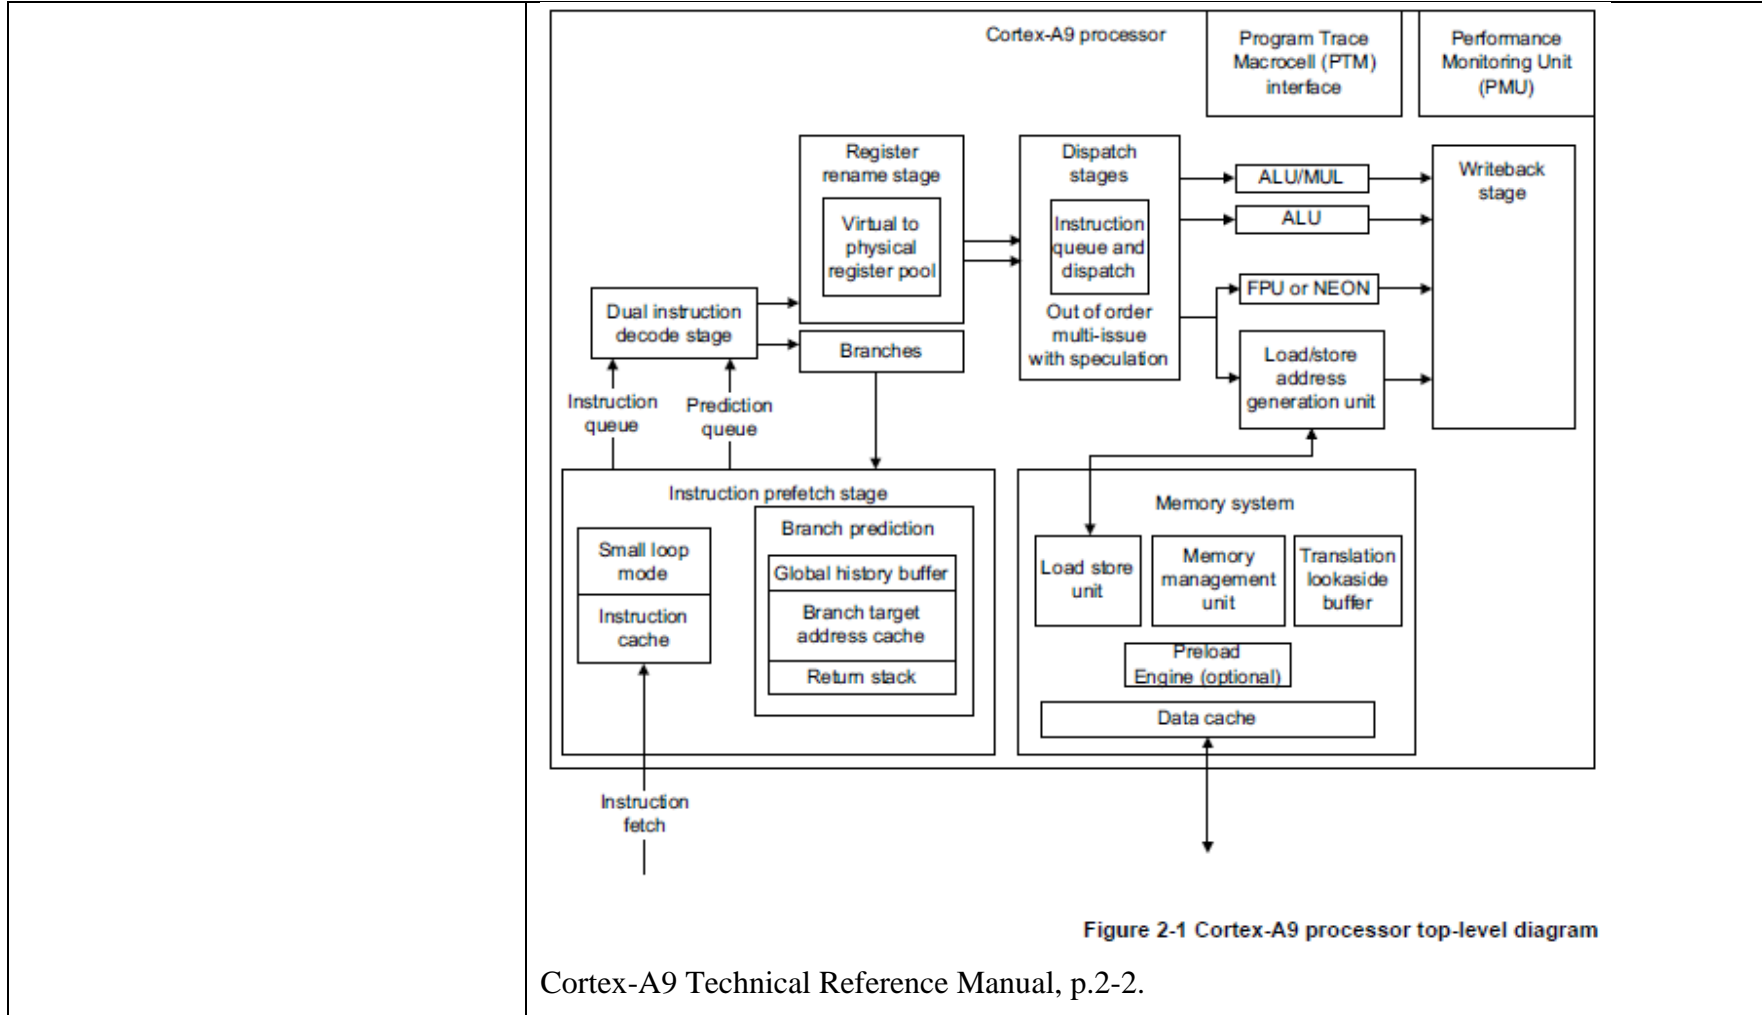 Cortex-A9 processor
Program Trace
Macrocell (PTM)
interface
Performance
Monitoring Unit
(PMU)
Register
rename stage
Virtual to
physical
register pool
Dispatch
stages
Instruction
queue and
dispatch
Out of order
multi-issue
with speculation
ALU/MUL
ALU
FPU or NEON
Load/store
address
generation unit
Writeback
stage
Dual instruction
decode stage
Branches
Instruction
queue
Prediction
queue
Instruction prefetch stage
Small loop
mode
Instruction
cache
Branch prediction
Global history buffer
Branch target
address cache
Return stack
Memory system
Load store
unit
Memory
management
unit
Translation
lookaside
buffer
Preload
Engine (optional)
Data cache
Instruction
fetch
Figure 2-1 Cortex-A9 processor top-level diagram
Cortex-A9 Technical Reference Manual, p.2-2.